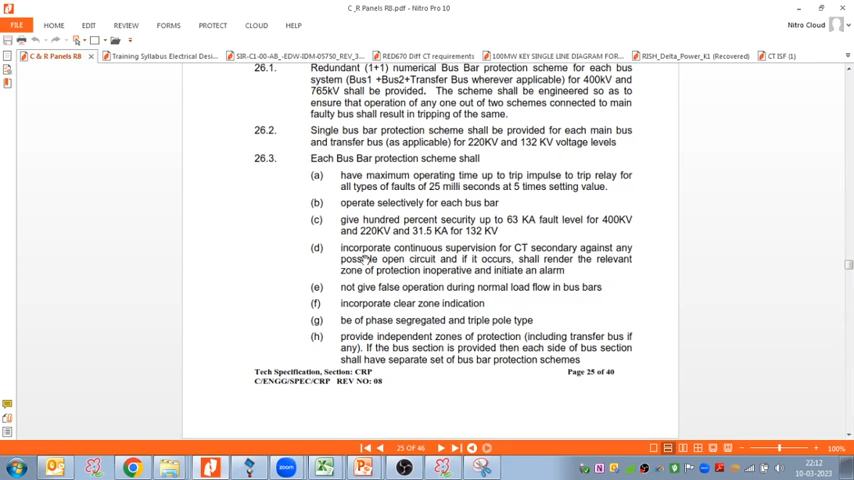 C_R Panels R8.pdf - Nitro Pro 10
FILE HOME EDIT REVIEW FORMS PROTECT CLOUD HELP
Nitro Cloud
C & R Panels R8 Training Syllabus Electrical Desi... SIR-C1-00-AB_-EDW-IDM-05750_REV_3... RED670 Diff CT requirements 100MW KEY SINGLE LINE DIAGRAM FOR... RISH_Delta_Power_K1 (Recovered) CT ISF (1)
26.1. Redundant (1+1) numerical Bus Bar protection scheme for each bus
system (Bus1 +Bus2+Transfer Bus wherever applicable) for 400kV and
765kV shall be provided. The scheme shall be engineered so as to
ensure that operation of any one out of two schemes connected to main
faulty bus shall result in tripping of the same.
26.2. Single bus bar protection scheme shall be provided for each main bus
and transfer bus (as applicable) for 220KV and 132 KV voltage levels
26.3. Each Bus Bar protection scheme shall
(a) have maximum operating time up to trip impulse to trip relay for
all types of faults of 25 milli seconds at 5 times setting value.
(b) operate selectively for each bus bar
(c) give hundred percent security up to 63 KA fault level for 400KV
and 220KV and 31.5 KA for 132 KV
(d) incorporate continuous supervision for CT secondary against any
possible open circuit and if it occurs, shall render the relevant
zone of protection inoperative and initiate an alarm
(e) not give false operation during normal load flow in bus bars
(f) incorporate clear zone indication
(g) be of phase segregated and triple pole type
(h) provide independent zones of protection (including transfer bus if
any). If the bus section is provided then each side of bus section
shall have separate set of bus bar protection schemes
Tech Specification, Section: CRP Page 25 of 40
C/ENGG/SPEC/CRP REV NO: 08
25 OF 46
100%
22:12
10-03-2023